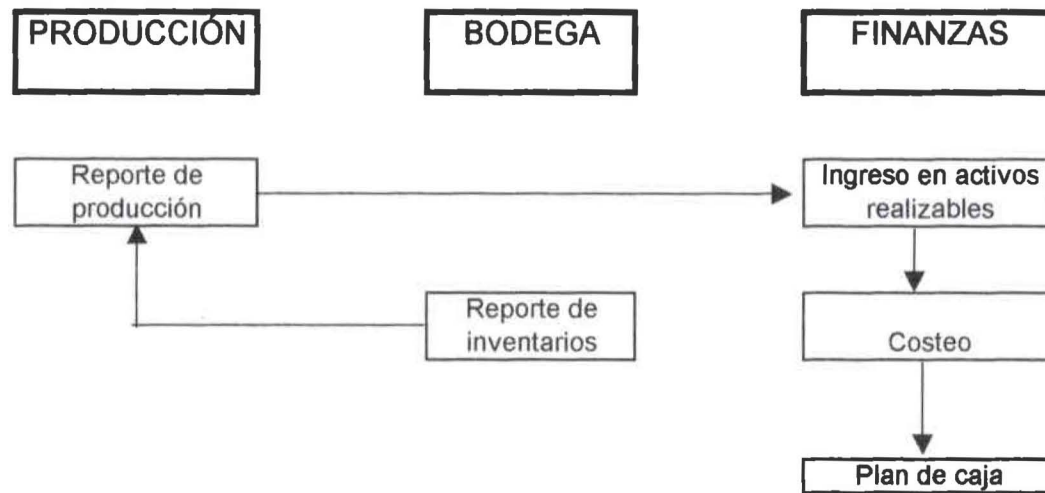 PRODUCCIÓN
BODEGA
FINANZAS
Reporte de
producción
Ingreso en activos
realizables
Reporte de
inventarios
Costeo
Plan de caja